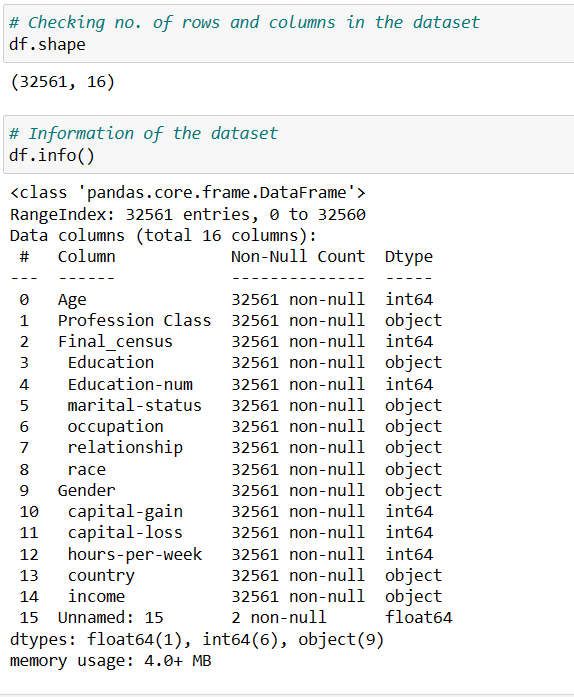 # Checking no. of rows and columns in the dataset
df.shape
(32561, 16)
# Information of the dataset
df.info()
<class 'pandas.core.frame.DataFrame'>
RangeIndex: 32561 entries, 0 to 32560
Data columns (total 16 columns):
 #   Column            Non-Null Count  Dtype
---  ------            --------------  -----
 0   Age               32561 non-null  int64
 1   Profession Class  32561 non-null  object
 2   Final_census      32561 non-null  int64
 3    Education        32561 non-null  object
 4    Education-num    32561 non-null  int64
 5    marital-status   32561 non-null  object
 6    occupation       32561 non-null  object
 7    relationship     32561 non-null  object
 8    race             32561 non-null  object
 9   Gender            32561 non-null  object
 10   capital-gain     32561 non-null  int64
 11   capital-loss     32561 non-null  int64
 12   hours-per-week   32561 non-null  int64
 13   country          32561 non-null  object
 14   income           32561 non-null  object
 15  Unnamed: 15       2 non-null      float64
dtypes: float64(1), int64(6), object(9)
memory usage: 4.0+ MB